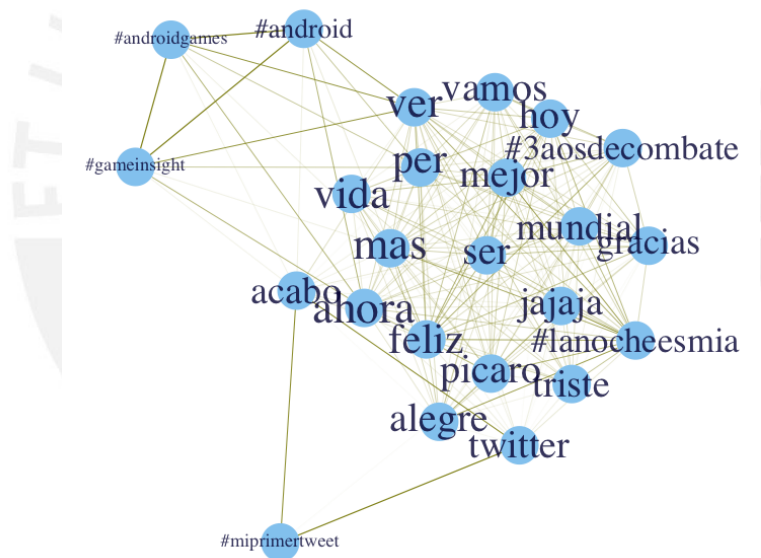 #androidgames
#android
#gameinsight
ver
vamos
hoy
#3aosdecombate
per
mejor
vida
mundial
gracias
mas
ser
acabo
ahora
jajaja
feliz
#lanocheesmia
picaro
triste
alegre
twitter
#miprimertweet